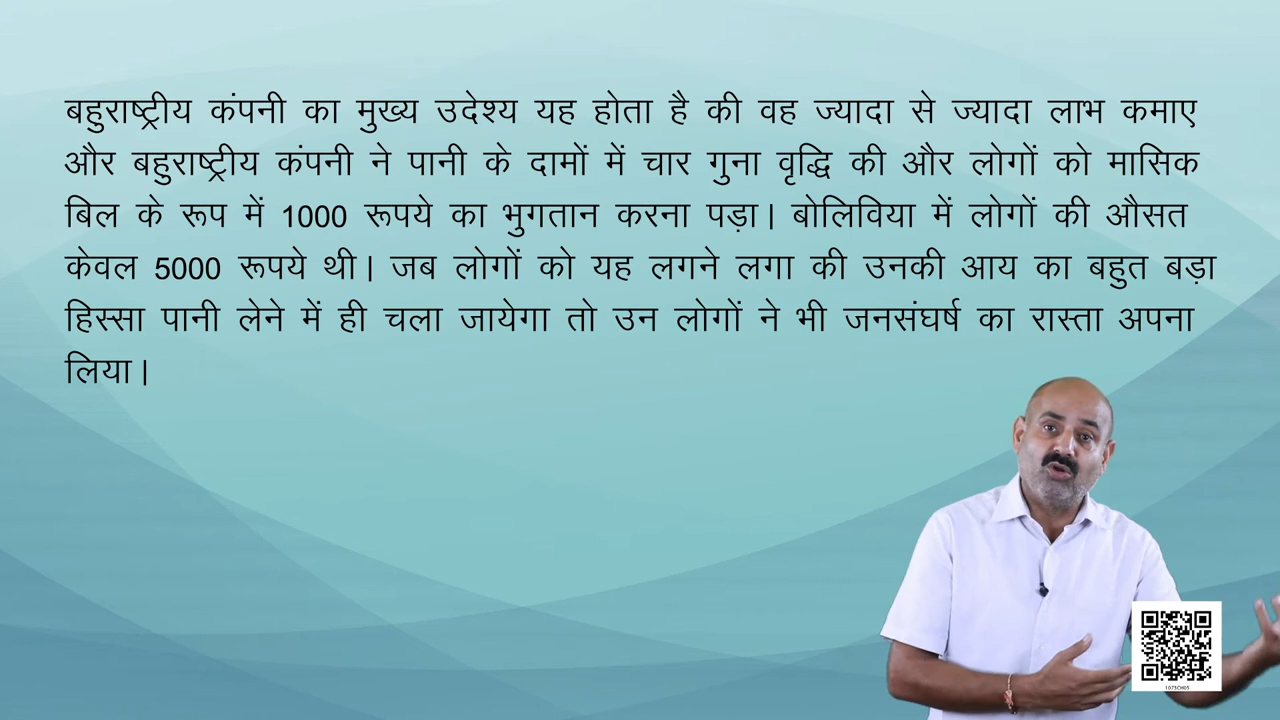 बहुराष्ट्रीय कंपनी का मुख्य उदेश्य यह होता है की वह ज्यादा से ज्यादा लाभ कमाए
और बहुराष्ट्रीय कंपनी ने पानी के दामों में चार गुना वृद्धि की और लोगों को मासिक
बिल के रूप में 1000 रूपये का भुगतान करना पड़ा। बोलिविया में लोगों की औसत
केवल 5000 रूपये थी। जब लोगों को यह लगने लगा की उनकी आय का बहुत बड़ा
हिस्सा पानी लेने में ही चला जायेगा तो उन लोगों ने भी जनसंघर्ष का रास्ता अपना
लिया।
1073CH05